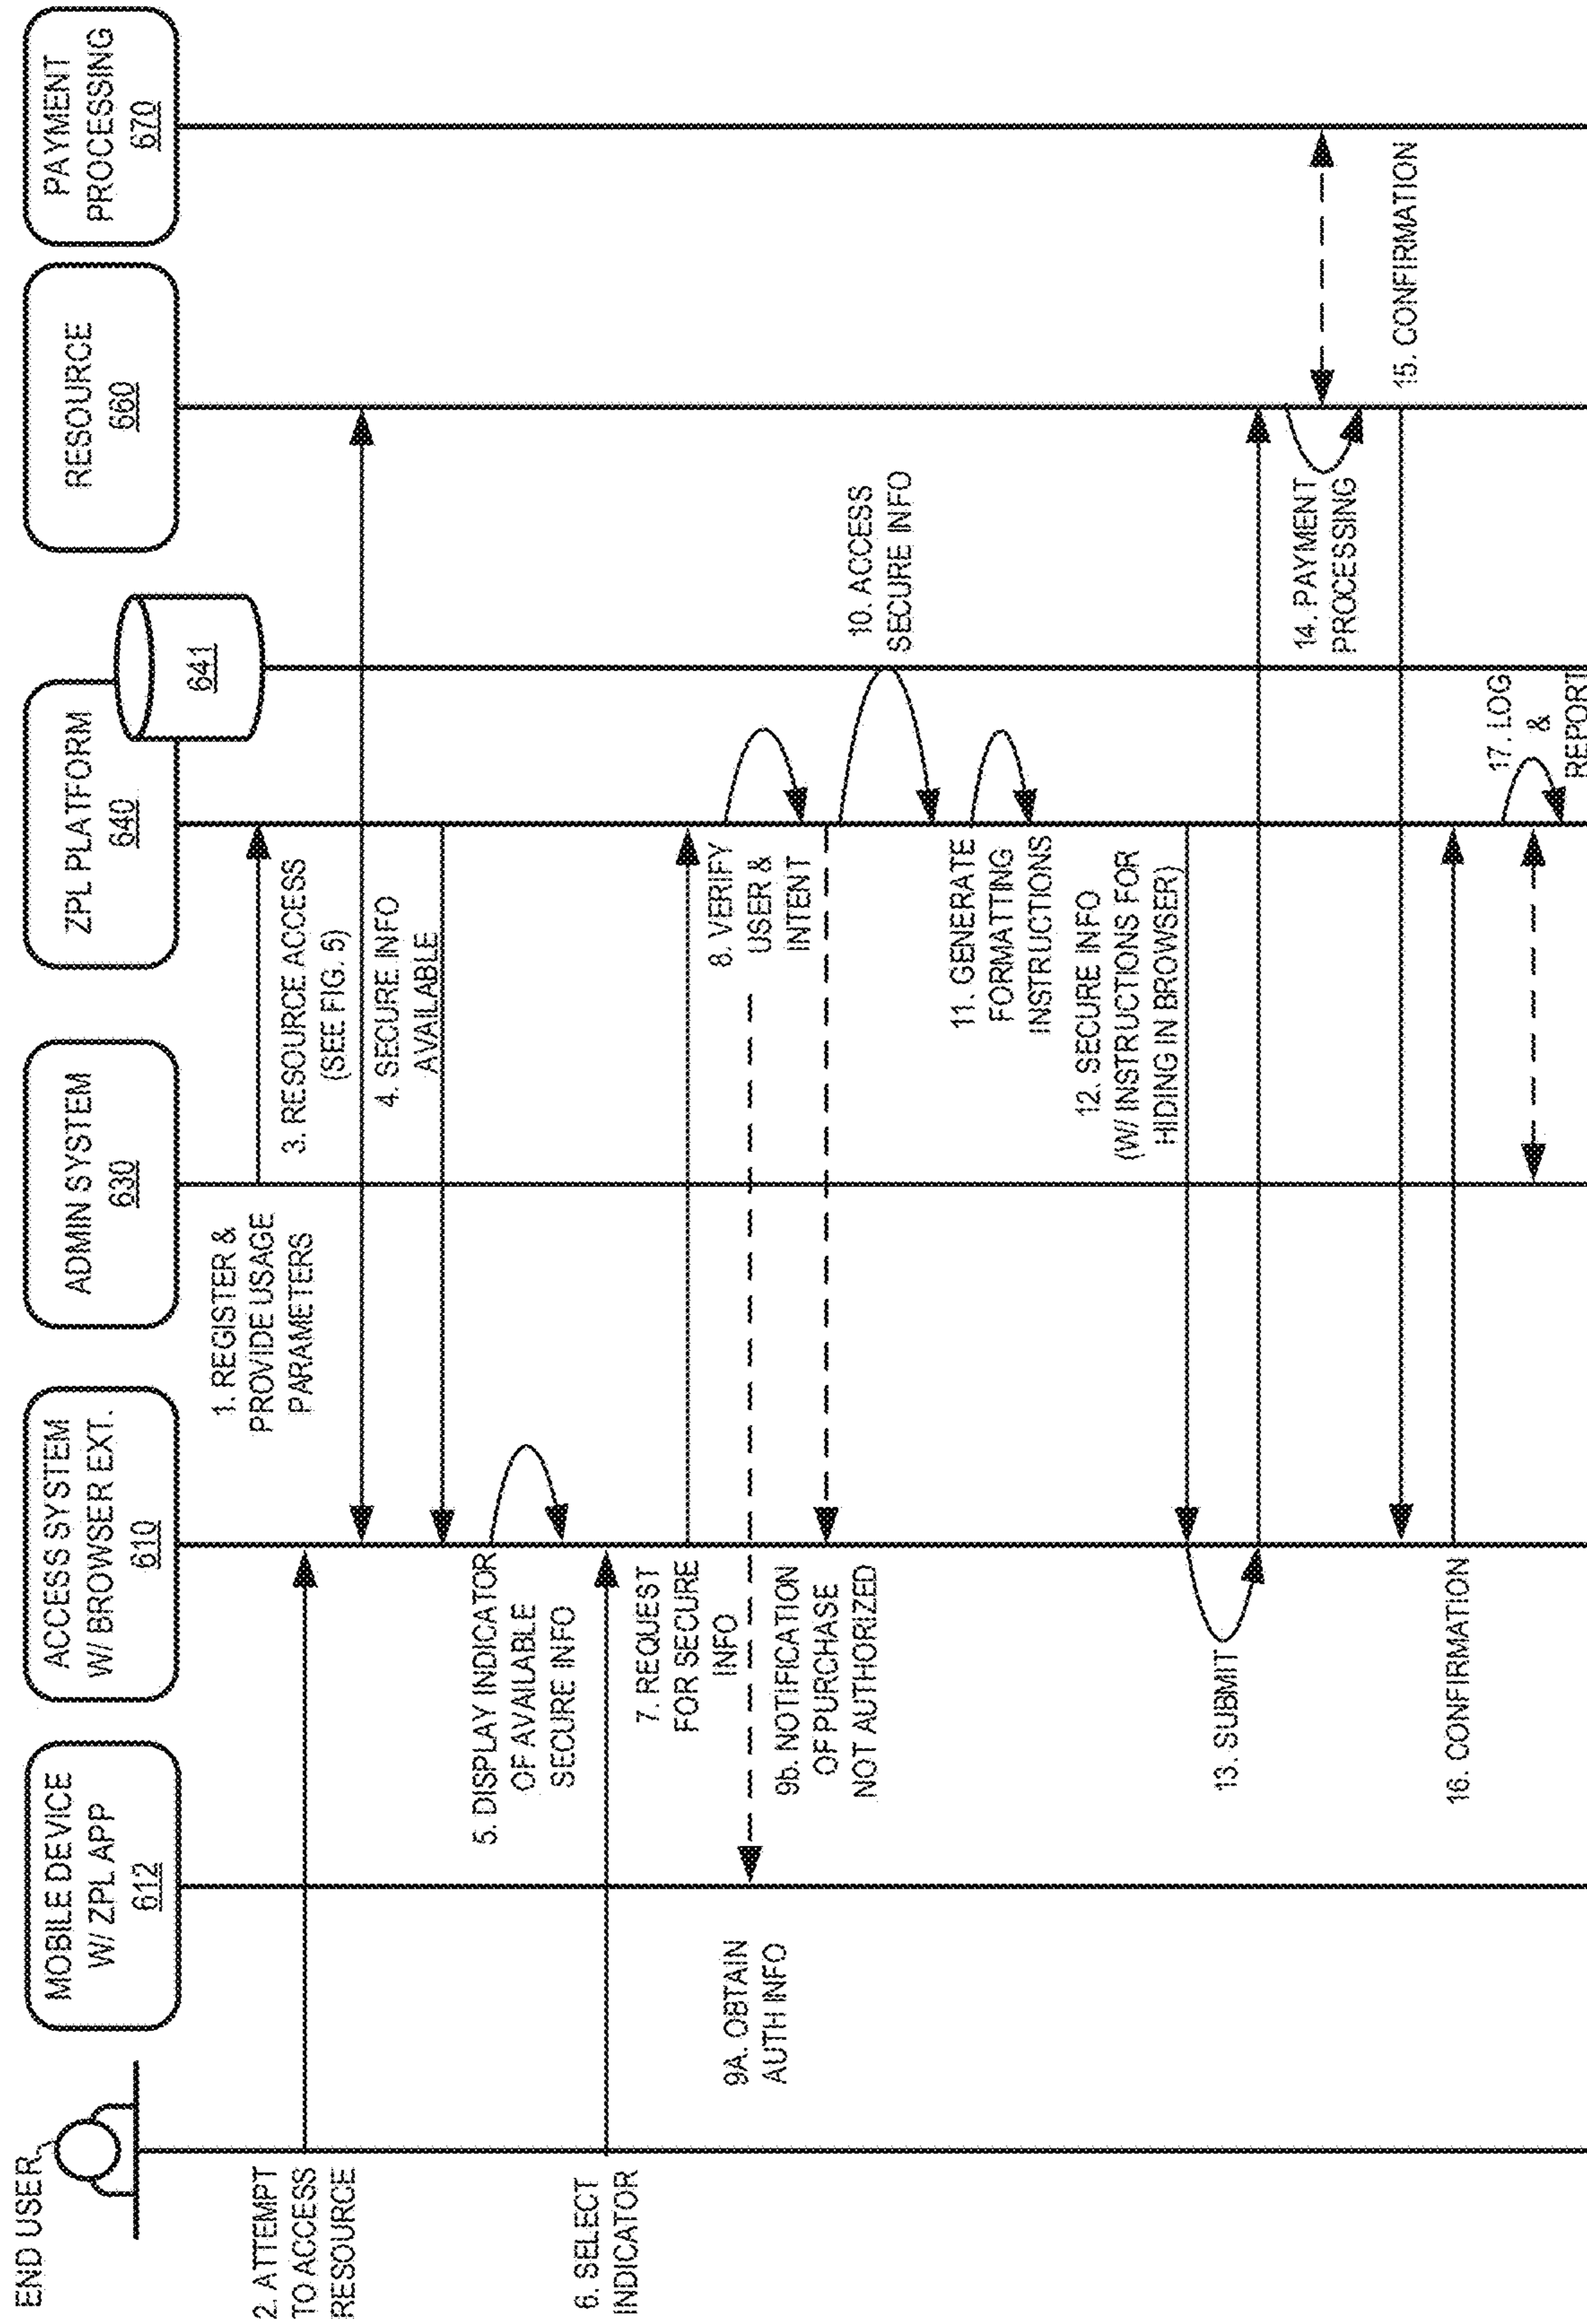 END USER
MOBILE DEVICE
W/ ZPL APP
612
ACCESS SYSTEM
W/ BROWSER EXT.
610
ADMIN SYSTEM
630
ZPL PLATFORM
640
641
RESOURCE
660
PAYMENT
PROCESSING
670
1. REGISTER &
PROVIDE USAGE
PARAMETERS
2. ATTEMPT
TO ACCESS
RESOURCE
3. RESOURCE ACCESS
(SEE FIG. 5)
4. SECURE INFO
AVAILABLE
5. DISPLAY INDICATOR
OF AVAILABLE
SECURE INFO
6. SELECT
INDICATOR
7. REQUEST
FOR SECURE
INFO
8. VERIFY
USER &
INTENT
9A. OBTAIN
AUTH INFO
9b. NOTIFICATION
OF PURCHASE
NOT AUTHORIZED
10. ACCESS
SECURE INFO
11. GENERATE
FORMATTING
INSTRUCTIONS
12. SECURE INFO
(W/ INSTRUCTIONS FOR
HIDING IN BROWSER)
13. SUBMIT
14. PAYMENT
PROCESSING
15. CONFIRMATION
16. CONFIRMATION
17. LOG
&
REPORT